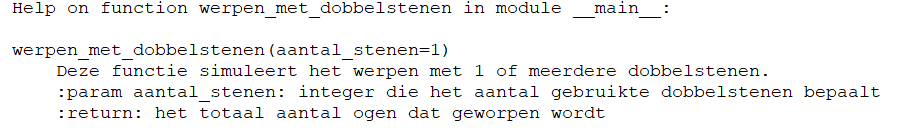 Help on function werpen_met_dobbelstenen in module __main__:

werpen_met_dobbelstenen(aantal_stenen=1)
    Deze functie simuleert het werpen met 1 of meerdere dobbelstenen.
    :param aantal_stenen: integer die het aantal gebruikte dobbelstenen bepaalt
    :return: het totaal aantal ogen dat geworpen wordt